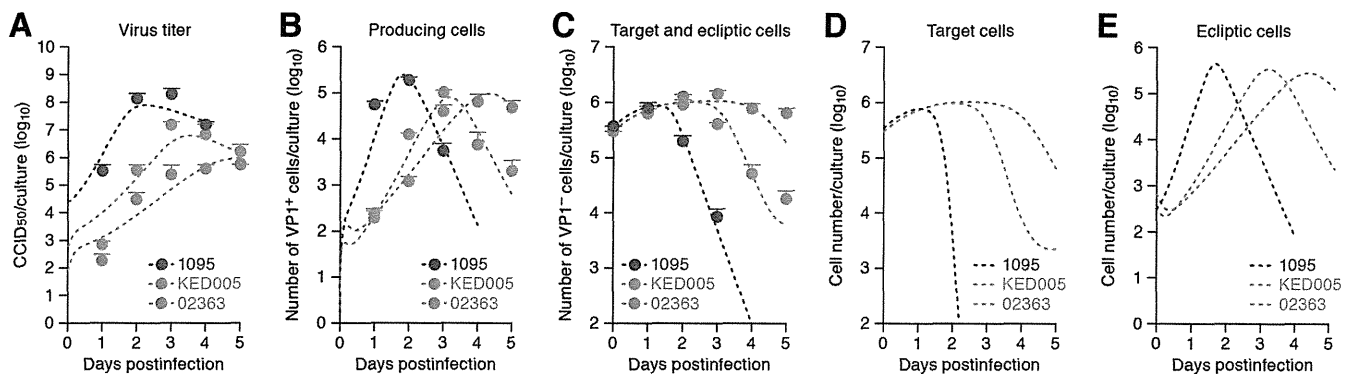 A
Virus titer
CCID50/culture (log10)
10
9
8
7
6
5
4
3
2
1
0
1095
KED005
02363
0 1 2 3 4 5
Days postinfection
B
Producing cells
Number of VP1+ cells/culture (log10)
6
5
4
3
2
1
0
1095
KED005
02363
0 1 2 3 4 5
Days postinfection
C
Target and ecliptic cells
Number of VP1− cells/culture (log10)
7
6
5
4
3
2
1095
KED005
02363
0 1 2 3 4 5
Days postinfection
D
Target cells
Cell number/culture (log10)
7
6
5
4
3
2
1095
KED005
02363
0 1 2 3 4 5
Days postinfection
E
Ecliptic cells
Cell number/culture (log10)
6
5
4
3
2
1
0
1095
KED005
02363
0 1 2 3 4 5
Days postinfection